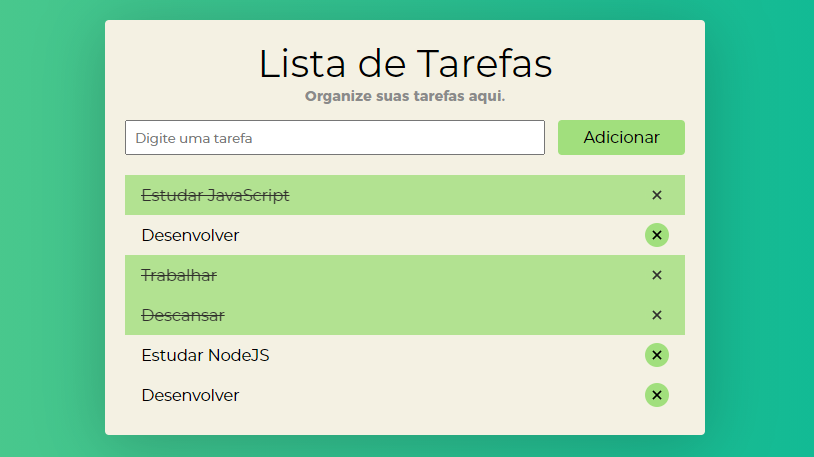 Lista de Tarefas
Organize suas tarefas aqui.
Digite uma tarefa
Adicionar
Estudar JavaScript ×
Desenvolver ×
Trabalhar ×
Descansar ×
Estudar NodeJS ×
Desenvolver ×